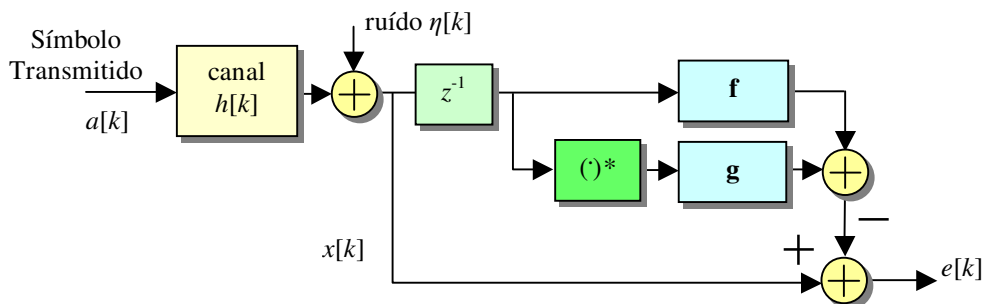 ruído η[k]
Símbolo
Transmitido
a[k]
canal
h[k]
+
z⁻¹
f
(·)*
g
+
−
x[k]
+
+
e[k]